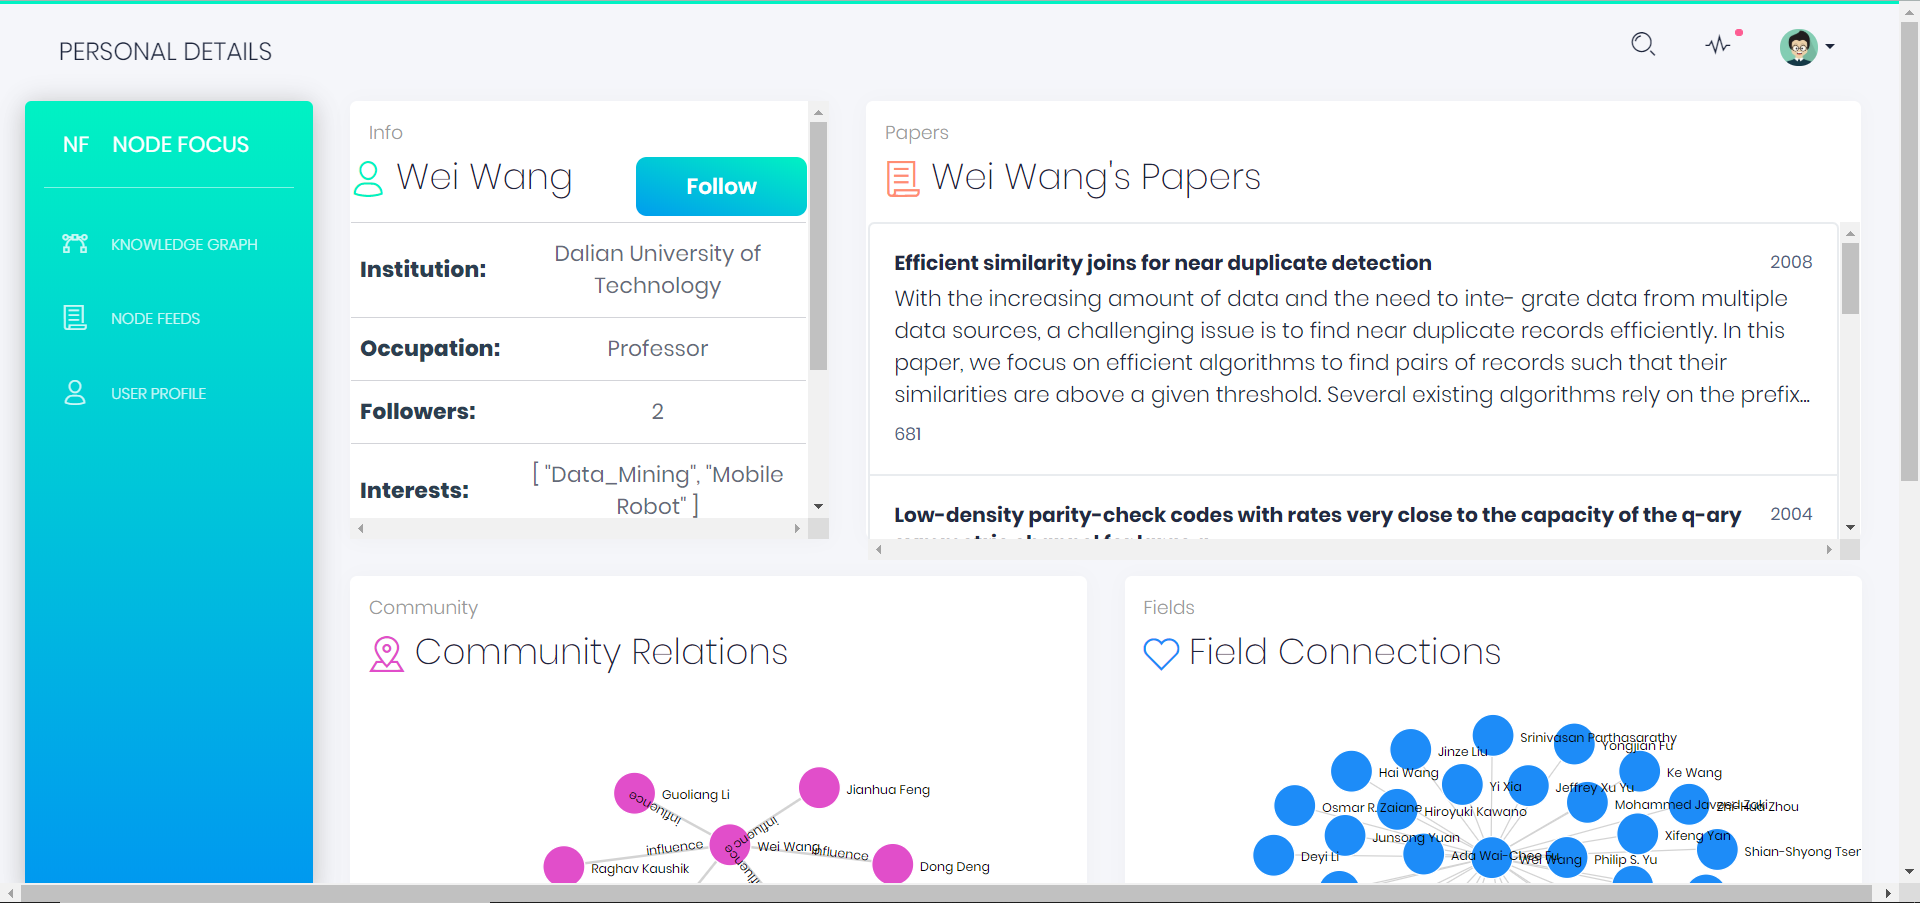 PERSONAL DETAILS
NF NODE FOCUS
KNOWLEDGE GRAPH
NODE FEEDS
USER PROFILE
Info
Wei Wang
Follow
Institution: Dalian University of
Technology
Occupation: Professor
Followers: 2
Interests: [ "Data_Mining", "Mobile
Robot" ]
Papers
Wei Wang's Papers
Efficient similarity joins for near duplicate detection 2008
With the increasing amount of data and the need to inte- grate data from multiple
data sources, a challenging issue is to find near duplicate records efficiently. In this
paper, we focus on efficient algorithms to find pairs of records such that their
similarities are above a given threshold. Several existing algorithms rely on the prefix...
681
Low-density parity-check codes with rates very close to the capacity of the q-ary 2004
Community
Community Relations
Guoliang Li
Jianhua Feng
influence
influence
influence
Wei Wang
influence
influence
Raghav Kaushik
Dong Deng
Fields
Field Connections
Srinivasan Parthasarathy
Yongjian Fu
Jinze Liu
Hai Wang
Ke Wang
Yi Xia
Jeffrey Xu Yu
Osmar R. Zaiane
Hiroyuki Kawano
Mohammed Javeed Zaki
Zhi-Hua Zhou
Junsong Yuan
Xifeng Yan
Deyi Li
Ada Wai-Chee Fu
Wei Wang
Philip S. Yu
Shian-Shyong Tsen